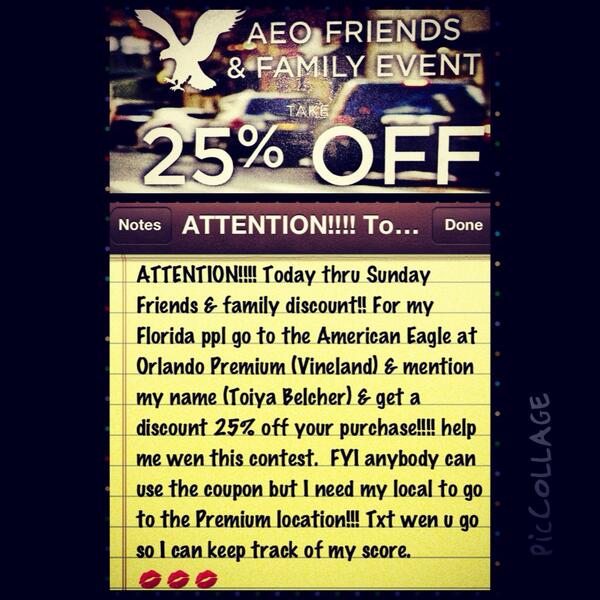 AEO FRIENDS
& FAMILY EVENT
TAKE
25% OFF
Notes ATTENTION!!!! To... Done
ATTENTION!!!! Today thru Sunday
Friends & family discount!! For my
Florida ppl go to the American Eagle at
Orlando Premium (Vineland) & mention
my name (Toiya Belcher) & get a
discount 25% off your purchase!!!! help
me wen this contest. FYI anybody can
use the coupon but I need my local to go
to the Premium location!!! Txt wen u go
so I can keep track of my score.
💋💋💋
PicCOLLAGE